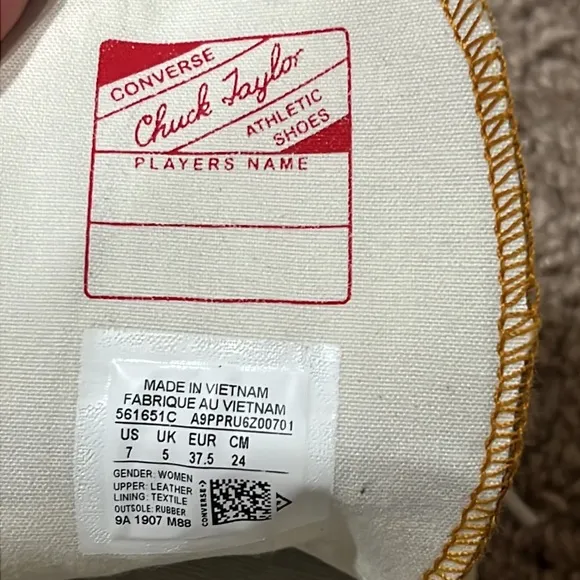 CONVERSE
Chuck Taylor
ATHLETIC
SHOES
PLAYERS NAME
MADE IN VIETNAM
FABRIQUE AU VIETNAM
561651C A9PPRU6Z00701
US UK EUR CM
7 5 37.5 24
GENDER: WOMEN
UPPER: LEATHER
LINING: TEXTILE
OUTSOLE: RUBBER
9A 1907 M88
CONVERSE